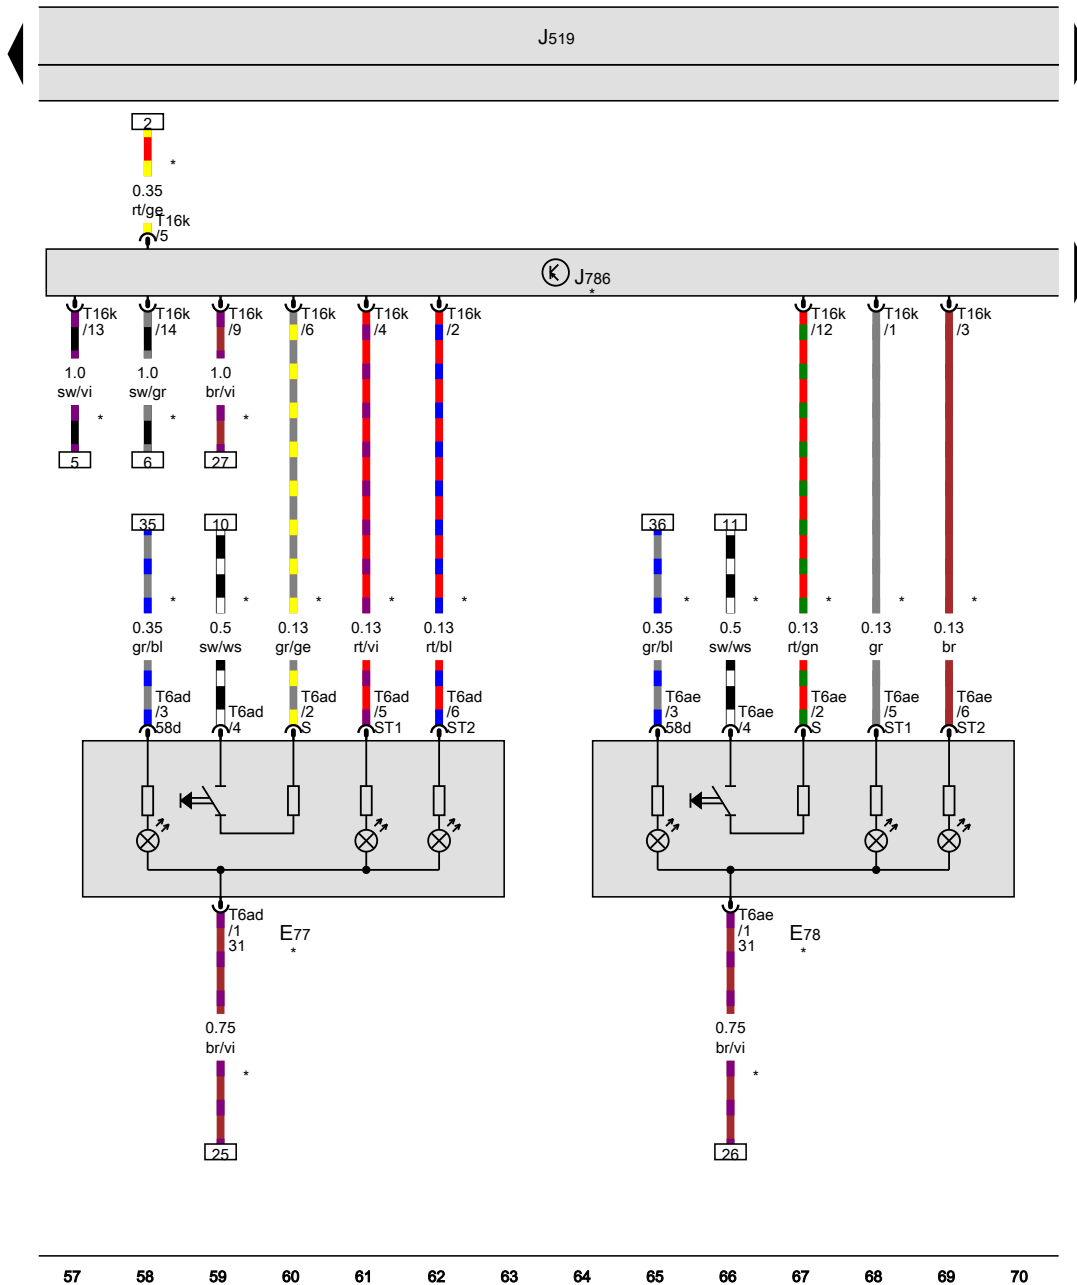 J519
2
*
0.35
rt/ge
T16k
/5
J786
*
T16k
/13
T16k
/14
T16k
/9
T16k
/6
T16k
/4
T16k
/2
T16k
/12
T16k
/1
T16k
/3
1.0
sw/vi
*
1.0
sw/gr
*
1.0
br/vi
*
5
6
27
35
10
36
11
*
*
*
*
*
*
*
*
*
*
0.35
gr/bl
0.5
sw/ws
0.13
gr/ge
0.13
rt/vi
0.13
rt/bl
0.35
gr/bl
0.5
sw/ws
0.13
rt/gn
0.13
gr
0.13
br
T6ad
/3
58d
T6ad
/4
T6ad
/2
S
T6ad
/5
ST1
T6ad
/6
ST2
T6ae
/3
58d
T6ae
/4
T6ae
/2
S
T6ae
/5
ST1
T6ae
/6
ST2
T6ad
/1
31
E77
*
T6ae
/1
31
E78
*
0.75
br/vi
*
0.75
br/vi
*
25
26
57 58 59 60 61 62 63 64 65 66 67 68 69 70